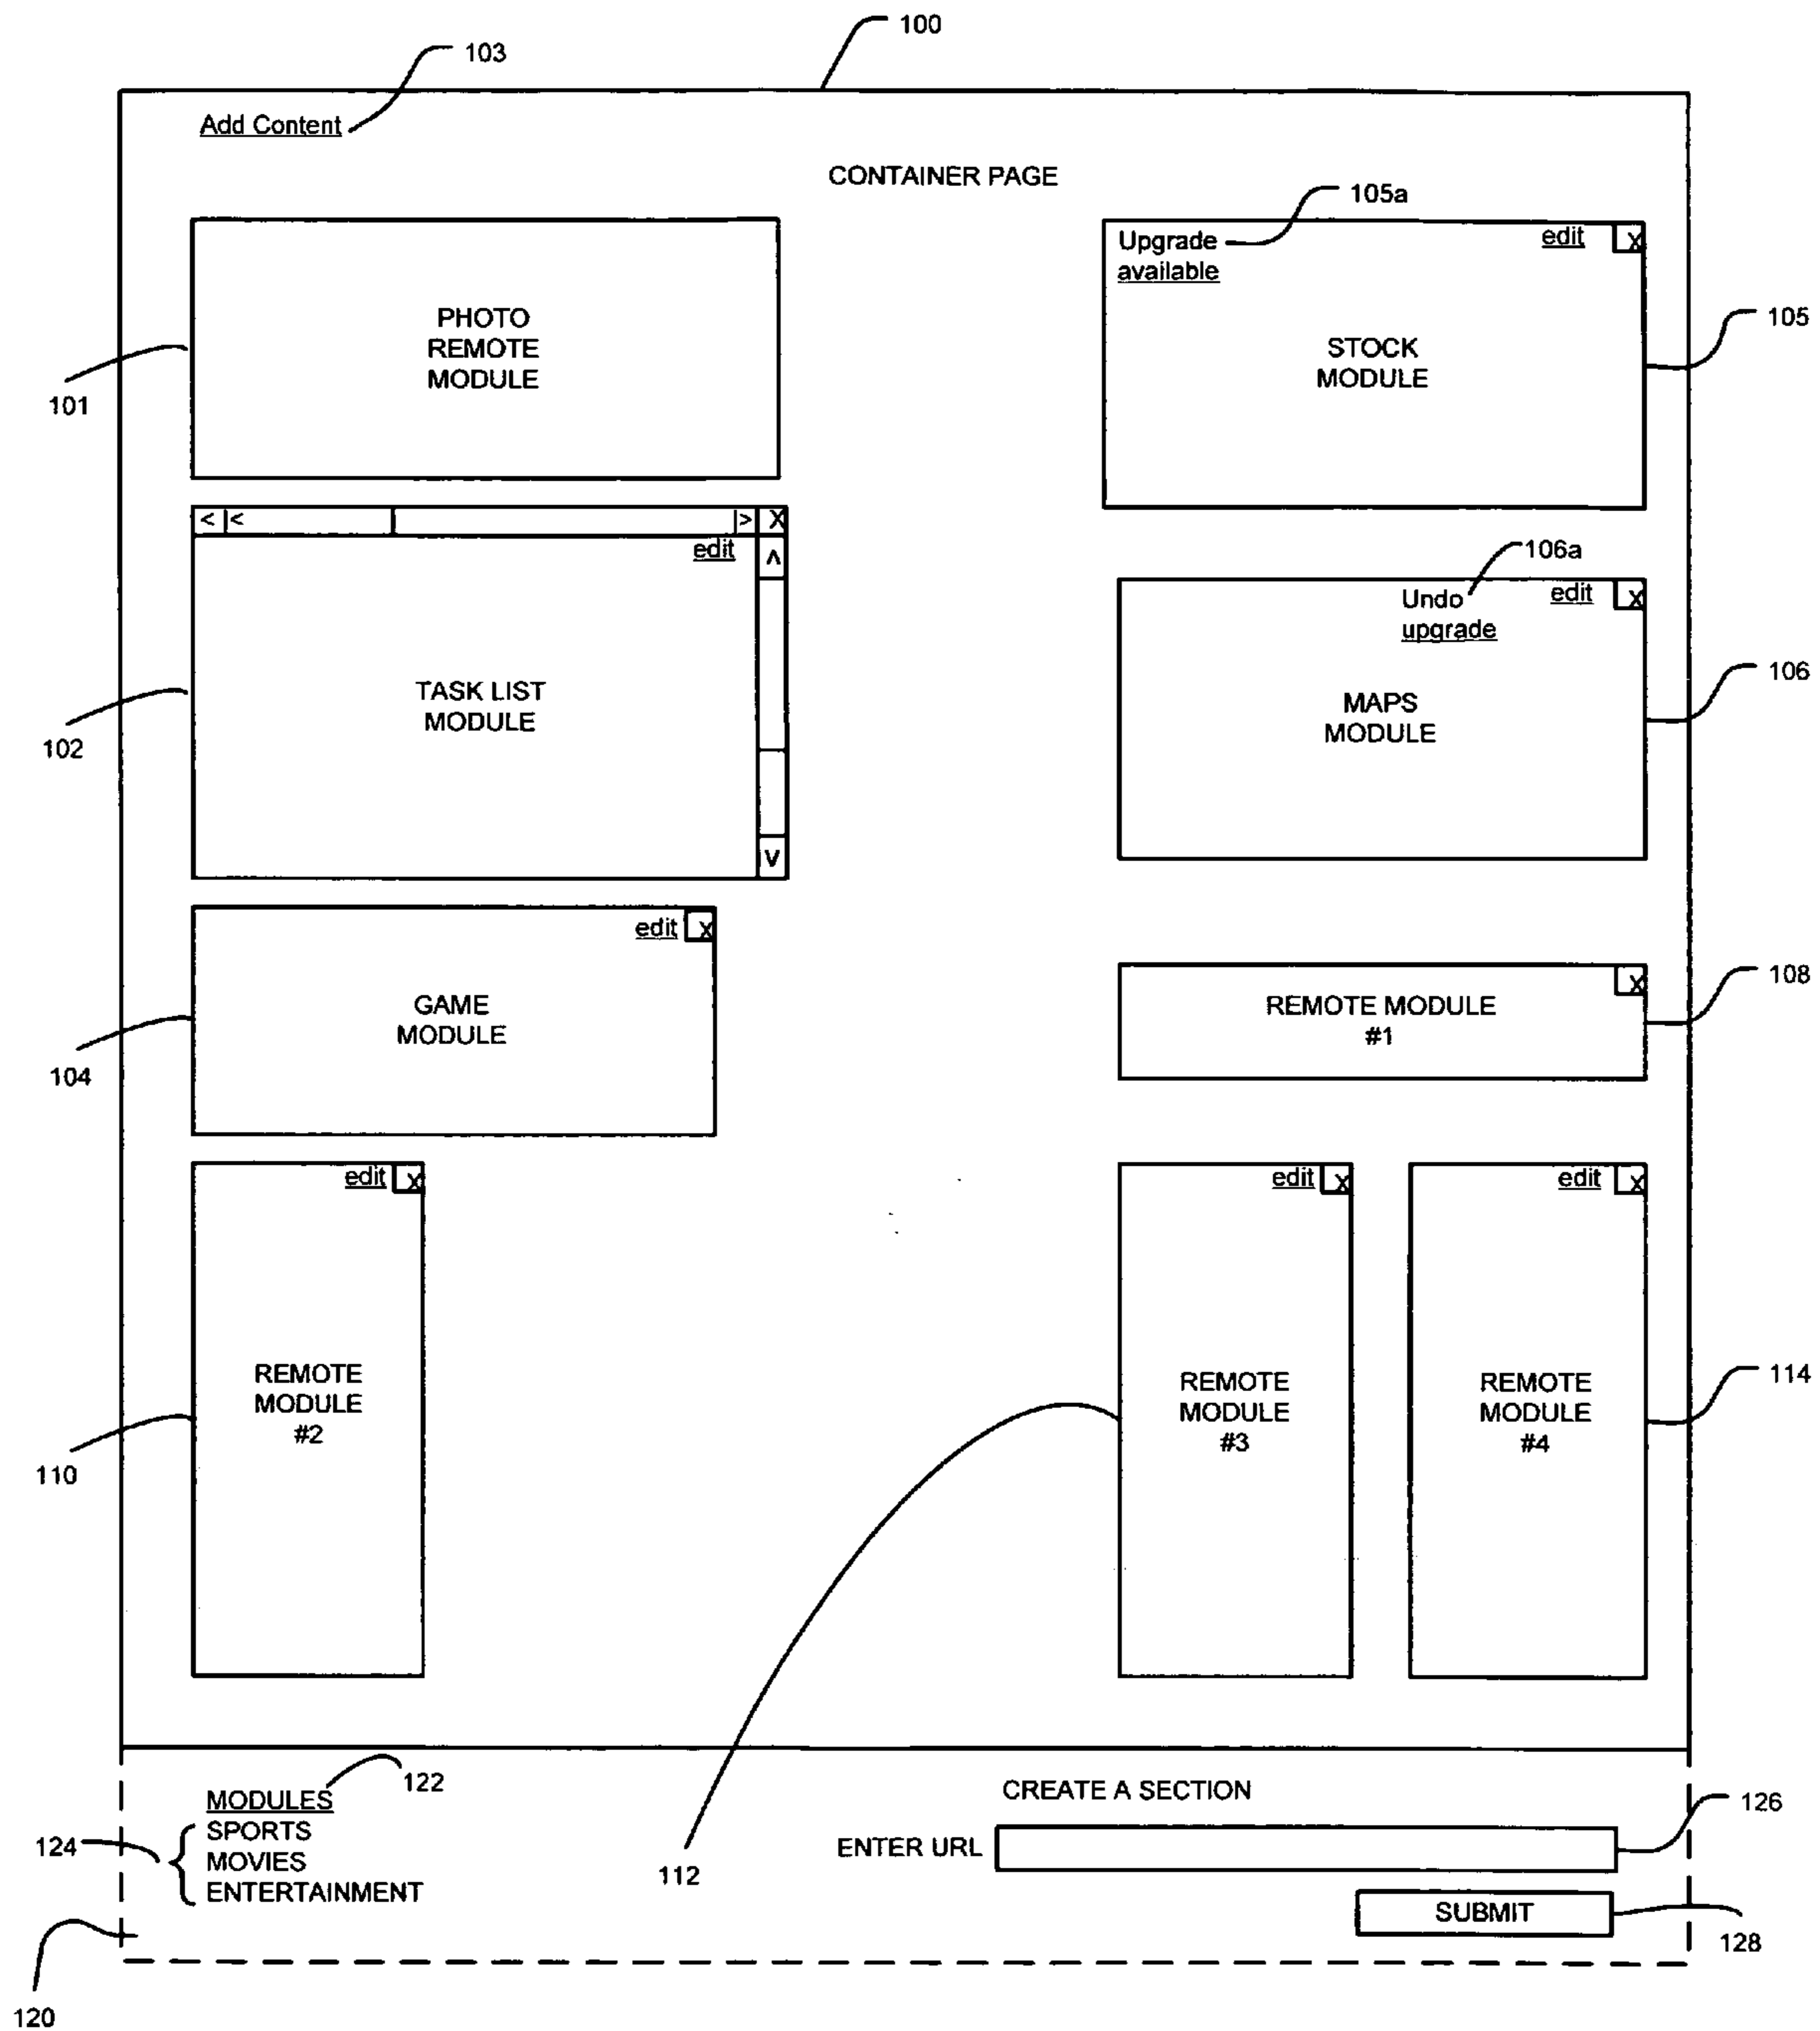 100
103
Add Content
CONTAINER PAGE
105a
Upgrade
available
edit
X
PHOTO
REMOTE
MODULE
101
STOCK
MODULE
105
< |< |> X
edit
^
TASK LIST
MODULE
v
102
106a
Undo
upgrade
edit
X
MAPS
MODULE
106
edit
X
GAME
MODULE
104
X
REMOTE MODULE
#1
108
edit
X
REMOTE
MODULE
#2
110
edit
X
REMOTE
MODULE
#3
112
edit
X
REMOTE
MODULE
#4
114
122
MODULES
SPORTS
MOVIES
ENTERTAINMENT
124
120
CREATE A SECTION
ENTER URL
126
SUBMIT
128